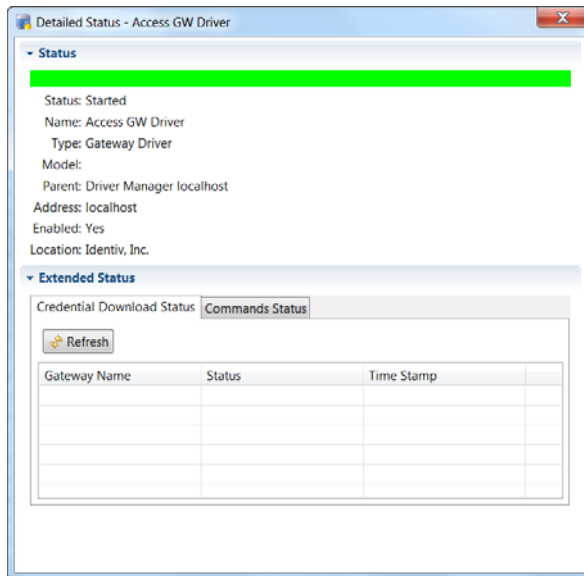 Detailed Status - Access GW Driver
Status
Status: Started
Name: Access GW Driver
Type: Gateway Driver
Model:
Parent: Driver Manager localhost
Address: localhost
Enabled: Yes
Location: Identiv, Inc.
Extended Status
Credential Download Status Commands Status
Refresh
Gateway Name Status Time Stamp